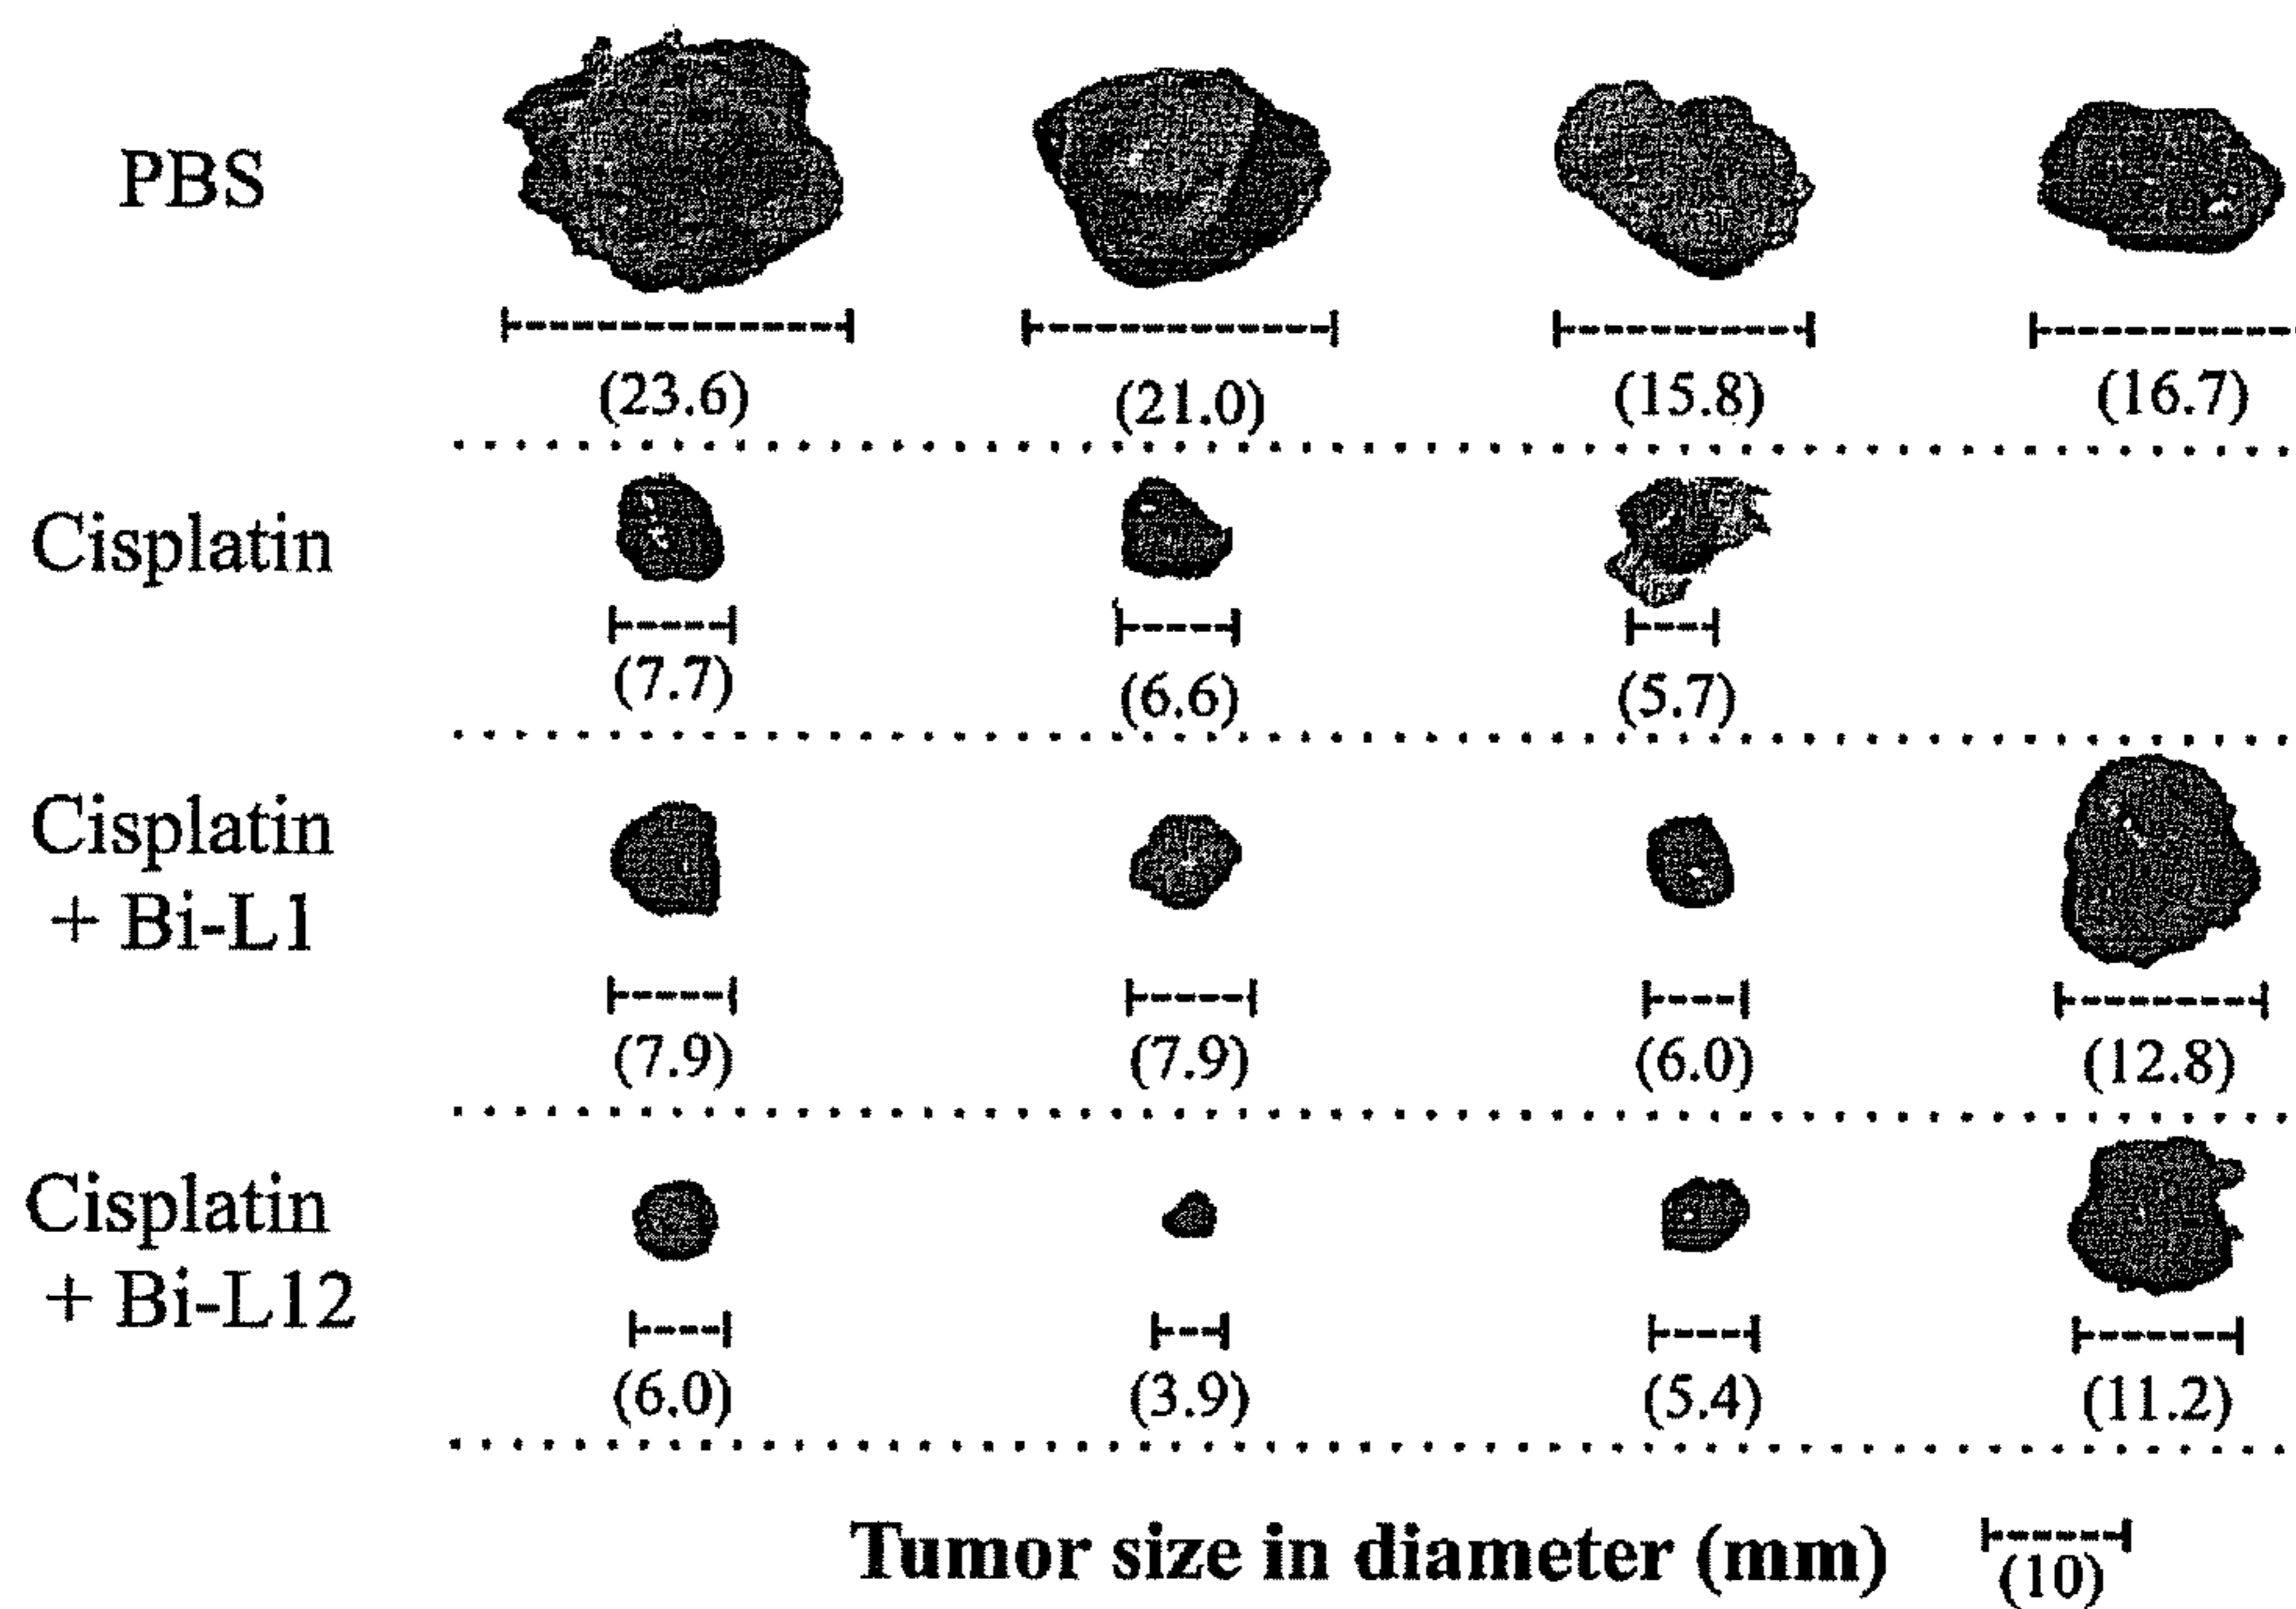 PBS
(23.6) (21.0) (15.8) (16.7)
Cisplatin
(7.7) (6.6) (5.7)
Cisplatin
+ Bi-L1
(7.9) (7.9) (6.0) (12.8)
Cisplatin
+ Bi-L12
(6.0) (3.9) (5.4) (11.2)
Tumor size in diameter (mm) (10)